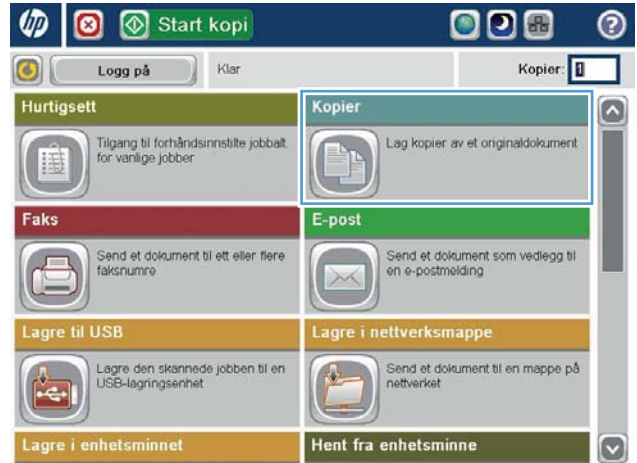 hp Start kopi ?
Logg på Klar Kopier: 1
Hurtigsett
Tilgang til forhåndsinnstilte jobbalt.
for vanlige jobber
Kopier
Lag kopier av et originaldokument
Faks
Send et dokument til ett eller flere
faksnumre
E-post
Send et dokument som vedlegg til
en e-postmelding
Lagre til USB
Lagre den skannede jobben til en
USB-lagringsenhet
Lagre i nettverksmappe
Send et dokument til en mappe på
nettverket
Lagre i enhetsminnet
Hent fra enhetsminne